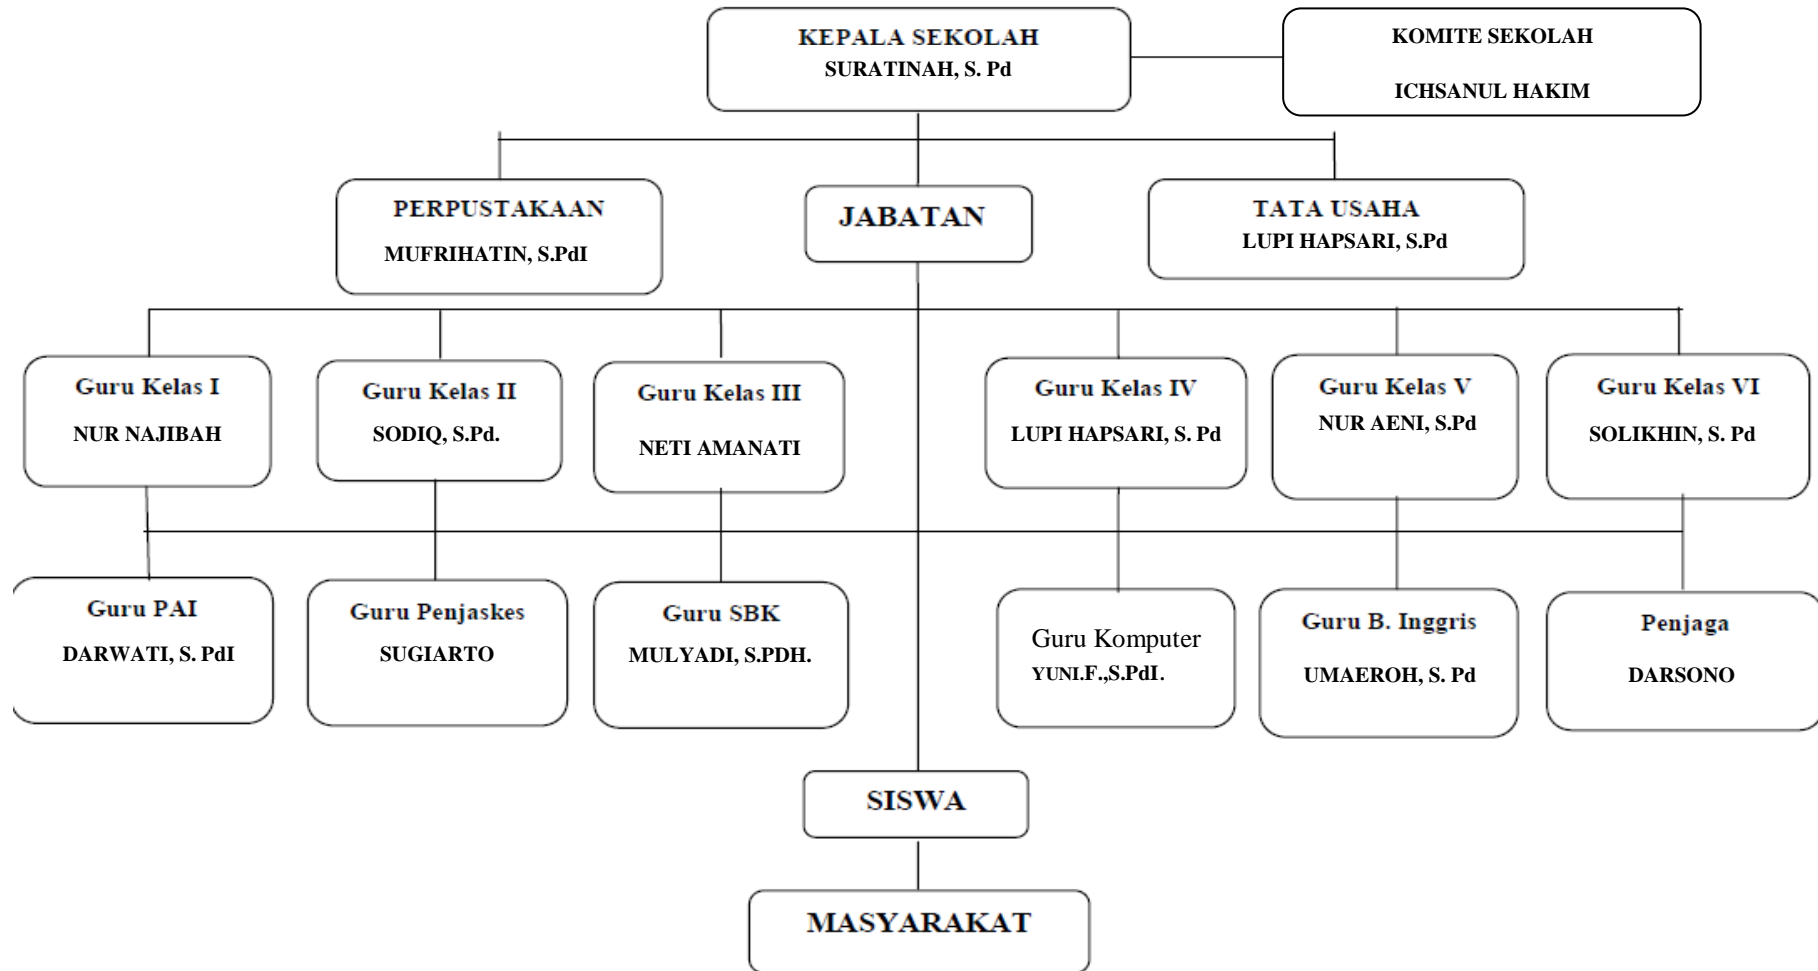 KEPALA SEKOLAH
SURATINAH, S. Pd
KOMITE SEKOLAH
ICHSANUL HAKIM
PERPUSTAKAAN
MUFRIHATIN, S.PdI
JABATAN
TATA USAHA
LUPI HAPSARI, S.Pd
Guru Kelas I
NUR NAJIBAH
Guru Kelas II
SODIQ, S.Pd.
Guru Kelas III
NETI AMANATI
Guru Kelas IV
LUPI HAPSARI, S. Pd
Guru Kelas V
NUR AENI, S.Pd
Guru Kelas VI
SOLIKHIN, S. Pd
Guru PAI
DARWATI, S. PdI
Guru Penjaskes
SUGIARTO
Guru SBK
MULYADI, S.PDH.
Guru Komputer
YUNI.F.,S.PdI.
Guru B. Inggris
UMAEROH, S. Pd
Penjaga
DARSONO
SISWA
MASYARAKAT